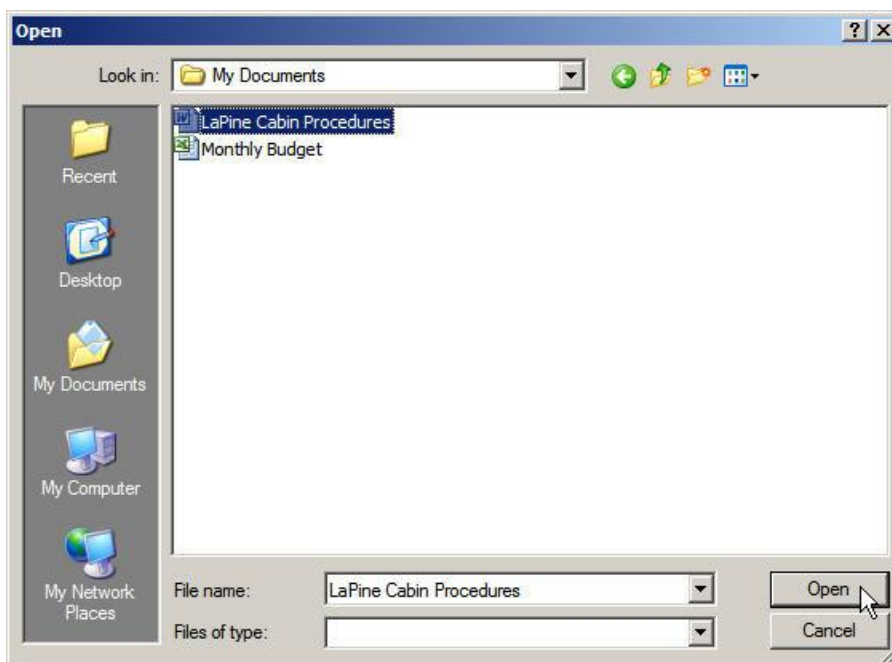 Open
Look in: My Documents
LaPine Cabin Procedures
Monthly Budget
Recent
Desktop
My Documents
My Computer
My Network
Places
File name: LaPine Cabin Procedures Open
Files of type: Cancel